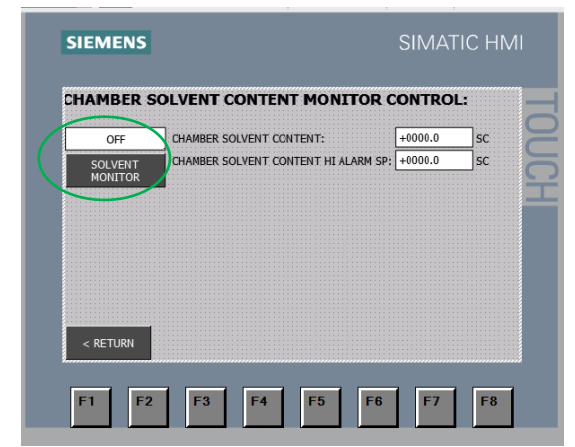 SIEMENS
SIMATIC HMI
TOUCH
CHAMBER SOLVENT CONTENT MONITOR CONTROL:
OFF
CHAMBER SOLVENT CONTENT:
+0000.0
SC
SOLVENT
MONITOR
CHAMBER SOLVENT CONTENT HI ALARM SP:
+0000.0
SC
< RETURN
F1
F2
F3
F4
F5
F6
F7
F8